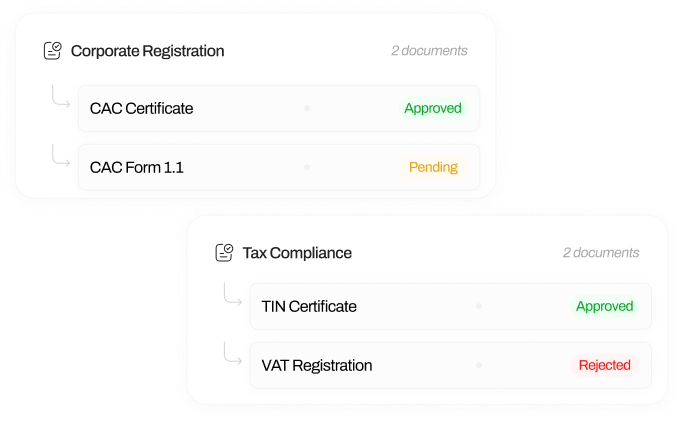 Corporate Registration 2 documents
CAC Certificate Approved
CAC Form 1.1 Pending
Tax Compliance 2 documents
TIN Certificate Approved
VAT Registration Rejected